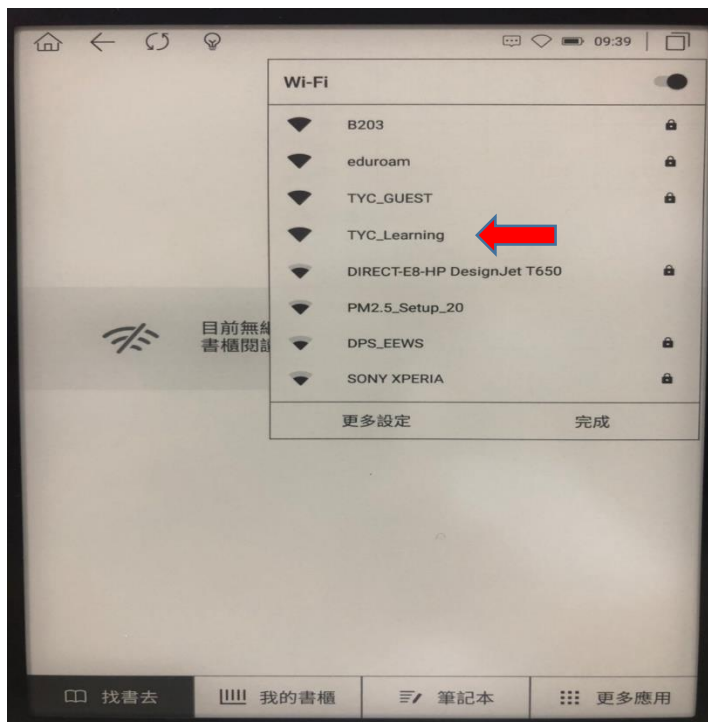 09:39
Wi-Fi
B203
eduroam
TYC_GUEST
TYC_Learning
DIRECT-E8-HP DesignJet T650
PM2.5_Setup_20
DPS_EEWS
SONY XPERIA
更多設定 完成
目前無
書櫃閱
找書去 我的書櫃 筆記本 更多應用